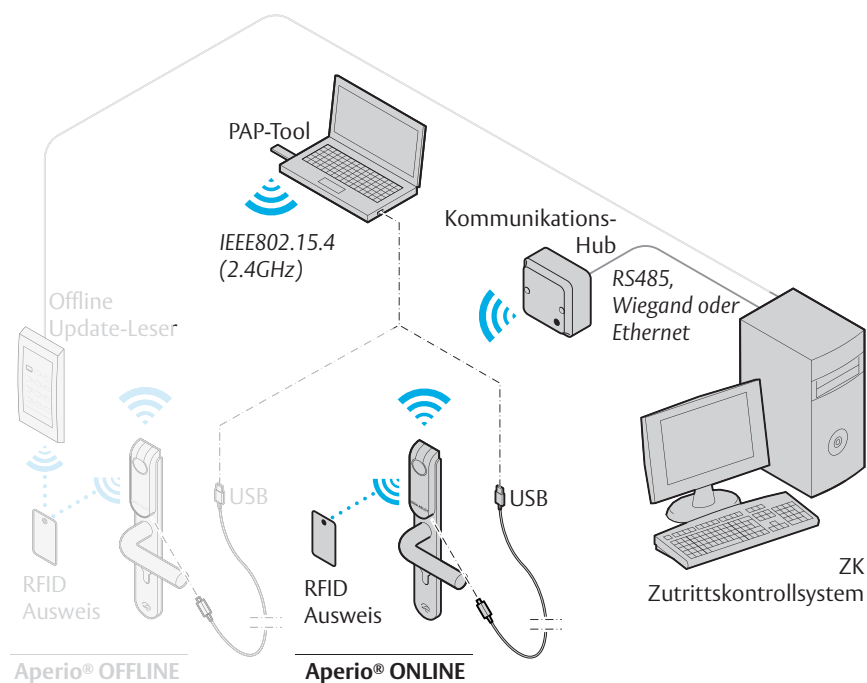 PAP-Tool
IEEE802.15.4
(2.4GHz)
Kommunikations-
Hub
RS485,
Wiegand oder
Ethernet
Offline
Update-Leser
USB
RFID
Ausweis
Aperio® OFFLINE
USB
RFID
Ausweis
Aperio® ONLINE
ZK
Zutrittskontrollsystem